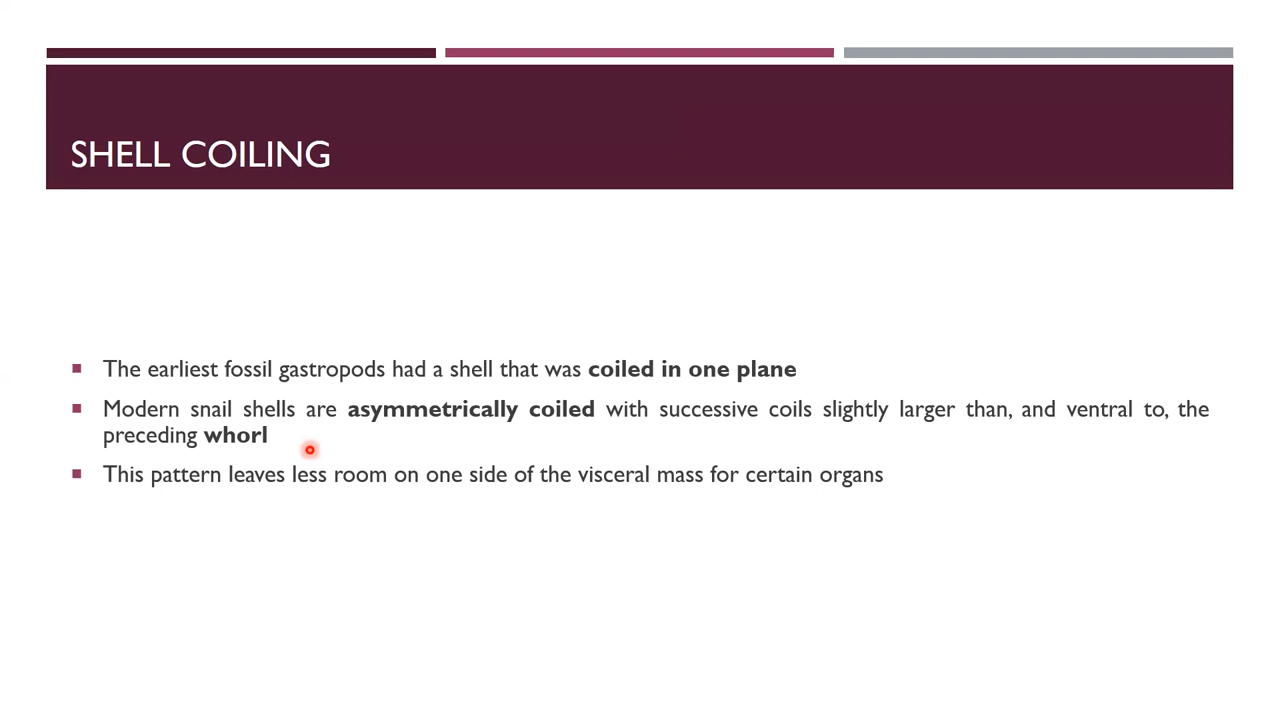 SHELL COILING
The earliest fossil gastropods had a shell that was coiled in one plane
Modern snail shells are asymmetrically coiled with successive coils slightly larger than, and ventral to, the
preceding whorl
This pattern leaves less room on one side of the visceral mass for certain organs